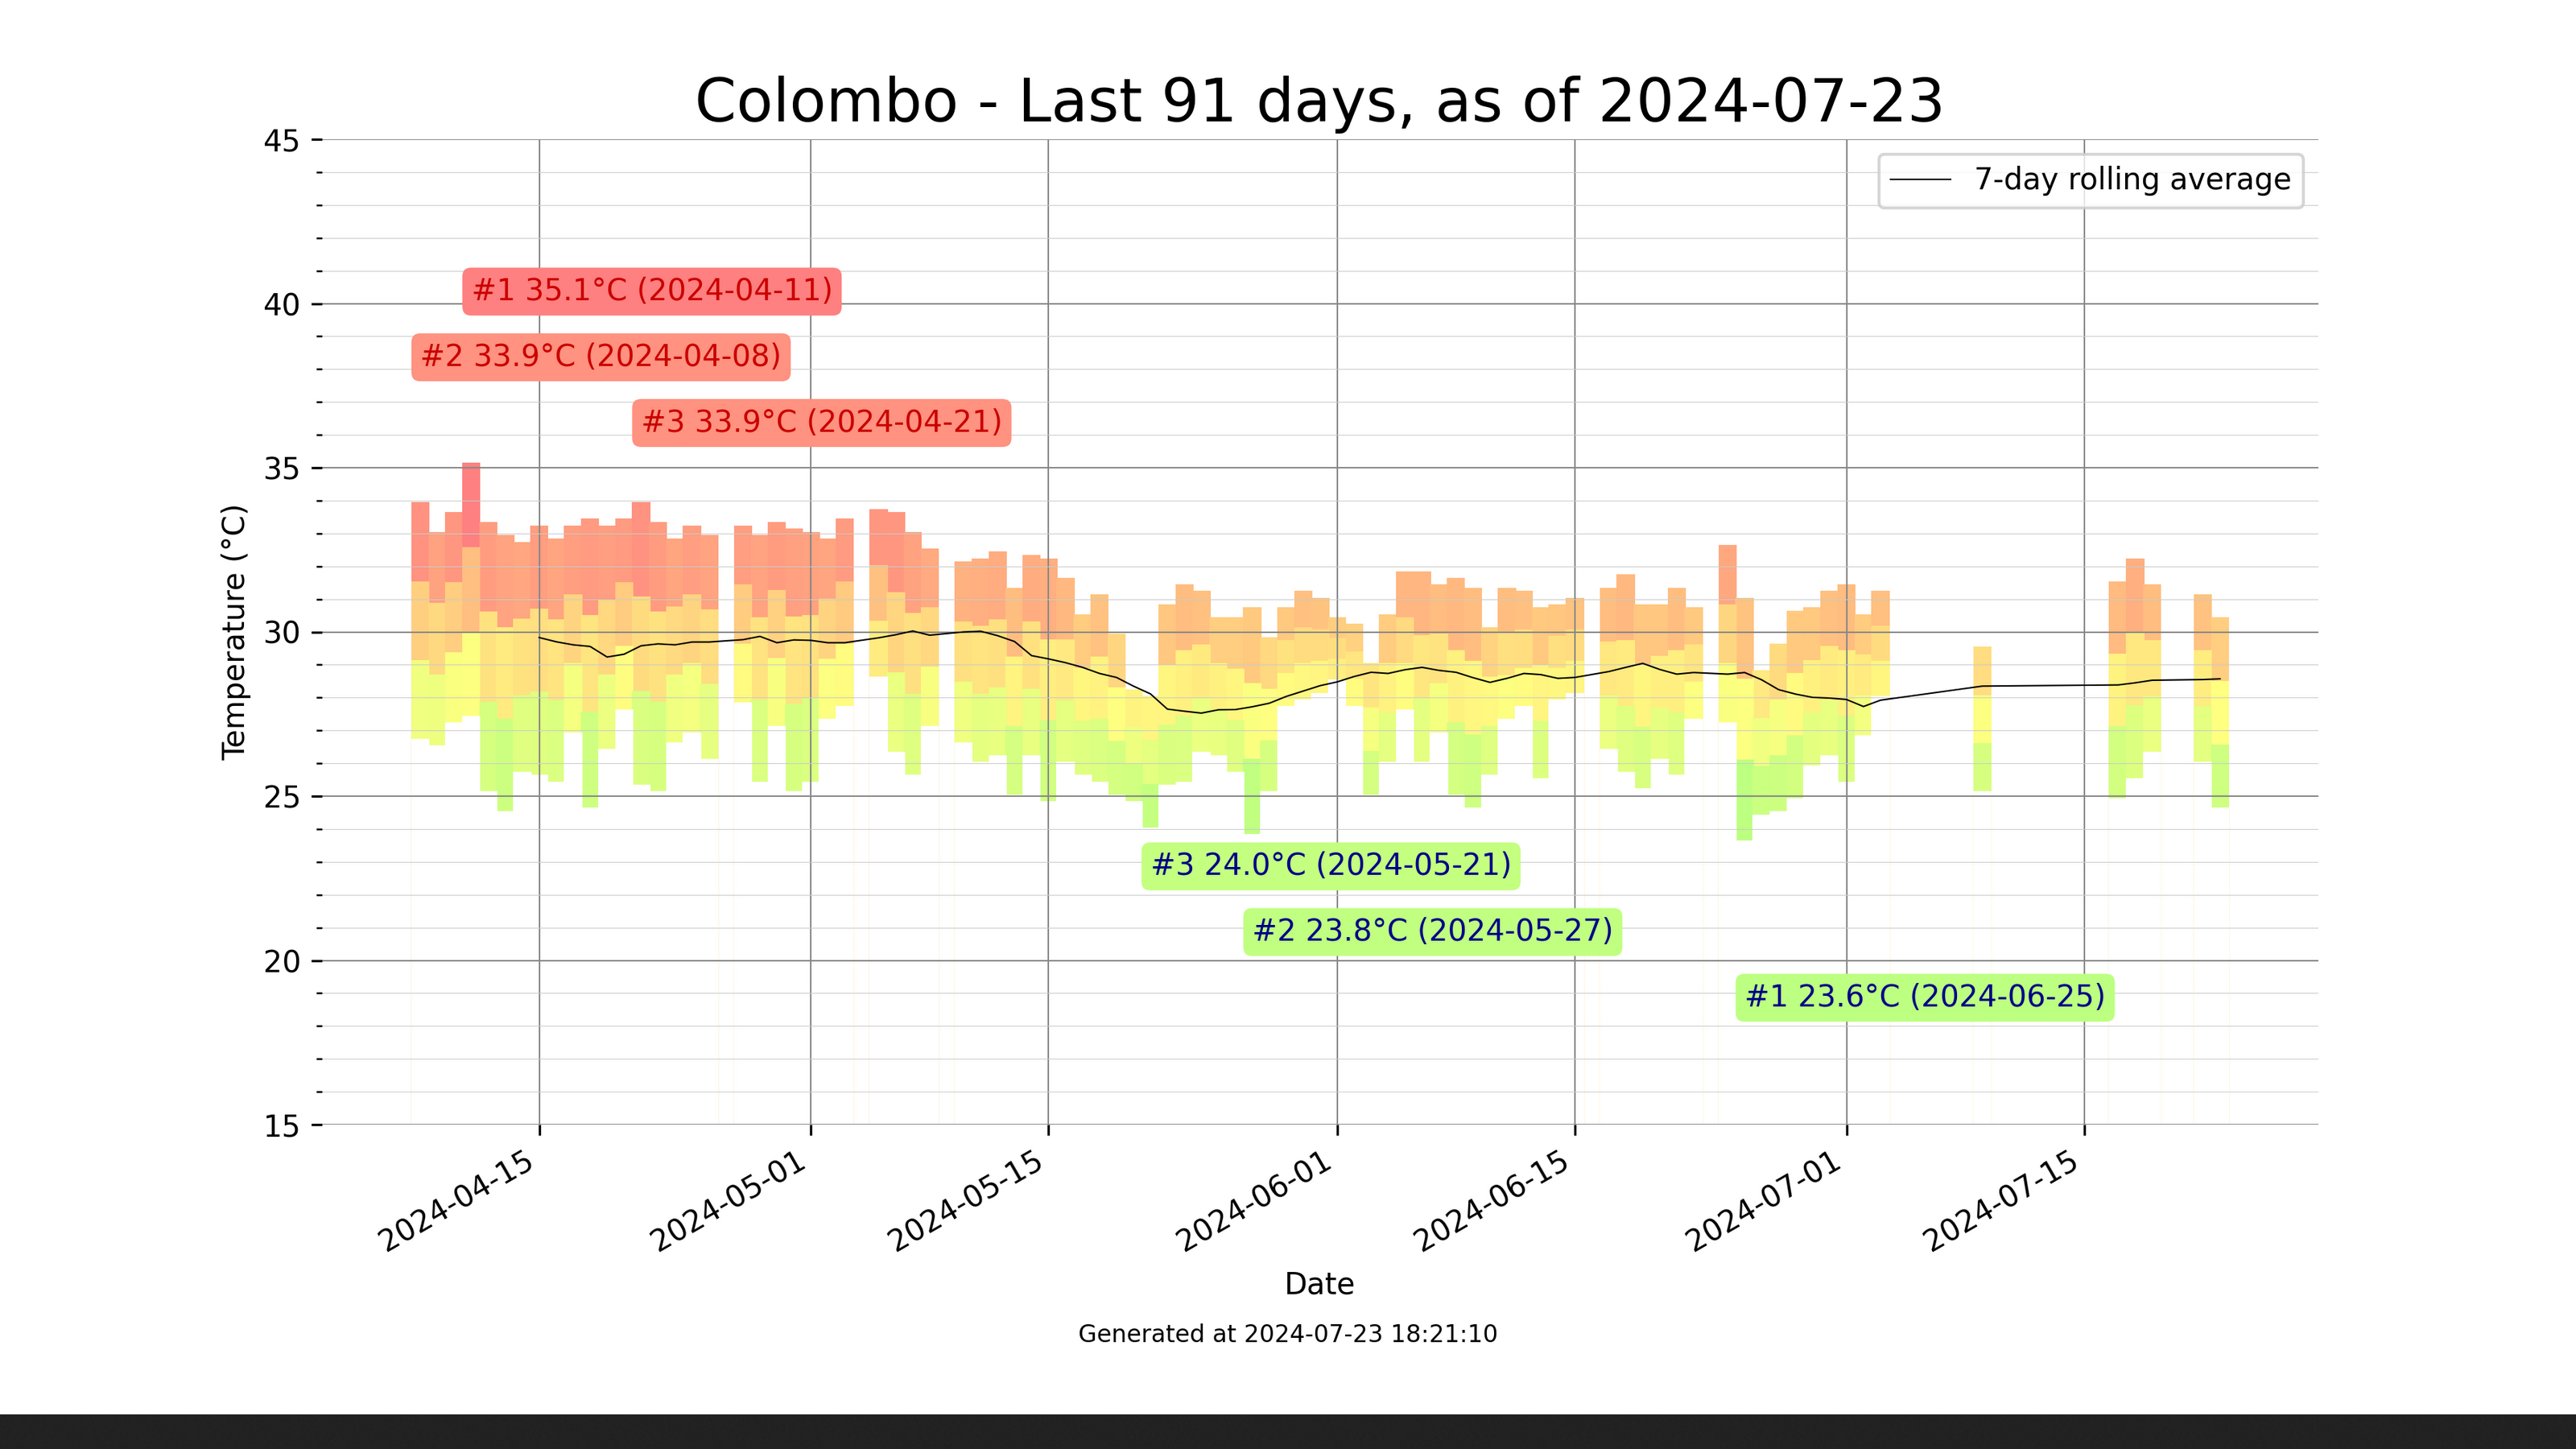 Colombo - Last 91 days, as of 2024-07-23
7-day rolling average
45
40
35
30
25
20
15
Temperature (°C)
#1 35.1°C (2024-04-11)
#2 33.9°C (2024-04-08)
#3 33.9°C (2024-04-21)
#3 24.0°C (2024-05-21)
#2 23.8°C (2024-05-27)
#1 23.6°C (2024-06-25)
2024-04-15
2024-05-01
2024-05-15
2024-06-01
2024-06-15
2024-07-01
2024-07-15
Date
Generated at 2024-07-23 18:21:10